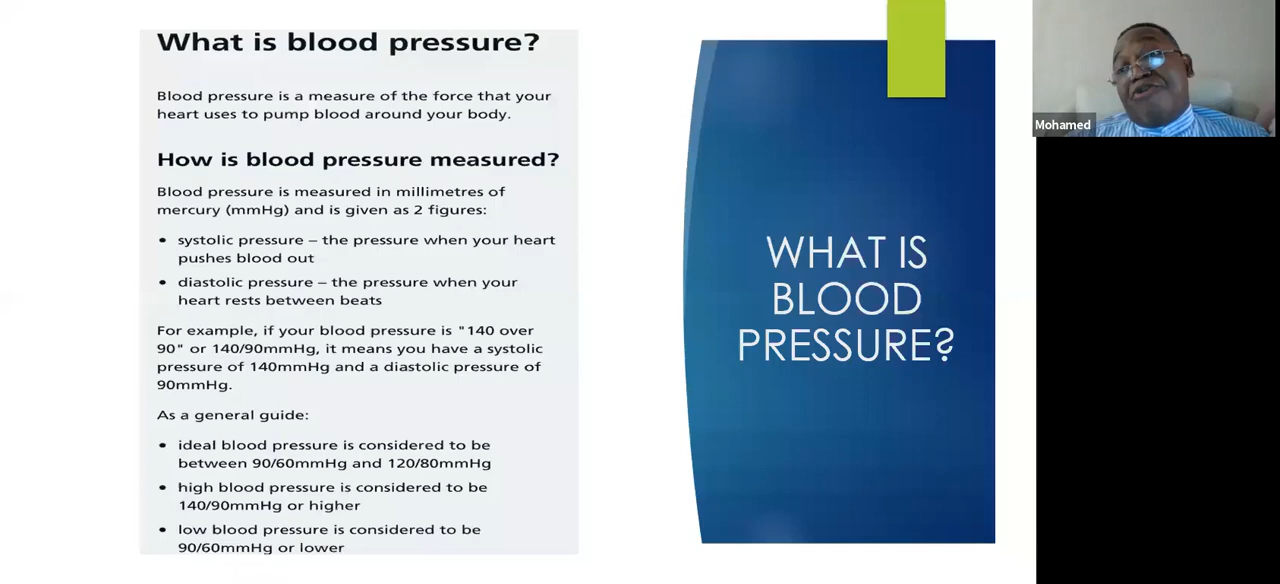 What is blood pressure?
Blood pressure is a measure of the force that your
heart uses to pump blood around your body.
How is blood pressure measured?
Blood pressure is measured in millimetres of
mercury (mmHg) and is given as 2 figures:
• systolic pressure – the pressure when your heart
pushes blood out
• diastolic pressure – the pressure when your
heart rests between beats
For example, if your blood pressure is "140 over
90" or 140/90mmHg, it means you have a systolic
pressure of 140mmHg and a diastolic pressure of
90mmHg.
As a general guide:
• ideal blood pressure is considered to be
between 90/60mmHg and 120/80mmHg
• high blood pressure is considered to be
140/90mmHg or higher
• low blood pressure is considered to be
90/60mmHg or lower
WHAT IS
BLOOD
PRESSURE?
Mohamed